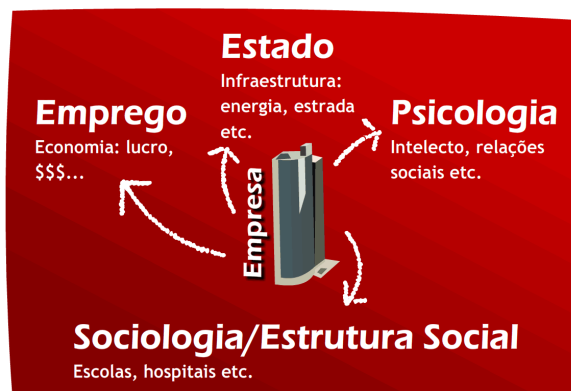 Estado
Infraestrutura:
energia, estrada
etc.
Emprego
Economia: lucro,
$$$...
Psicologia
Intelecto, relações
sociais etc.
Empresa
Sociologia/Estrutura Social
Escolas, hospitais etc.